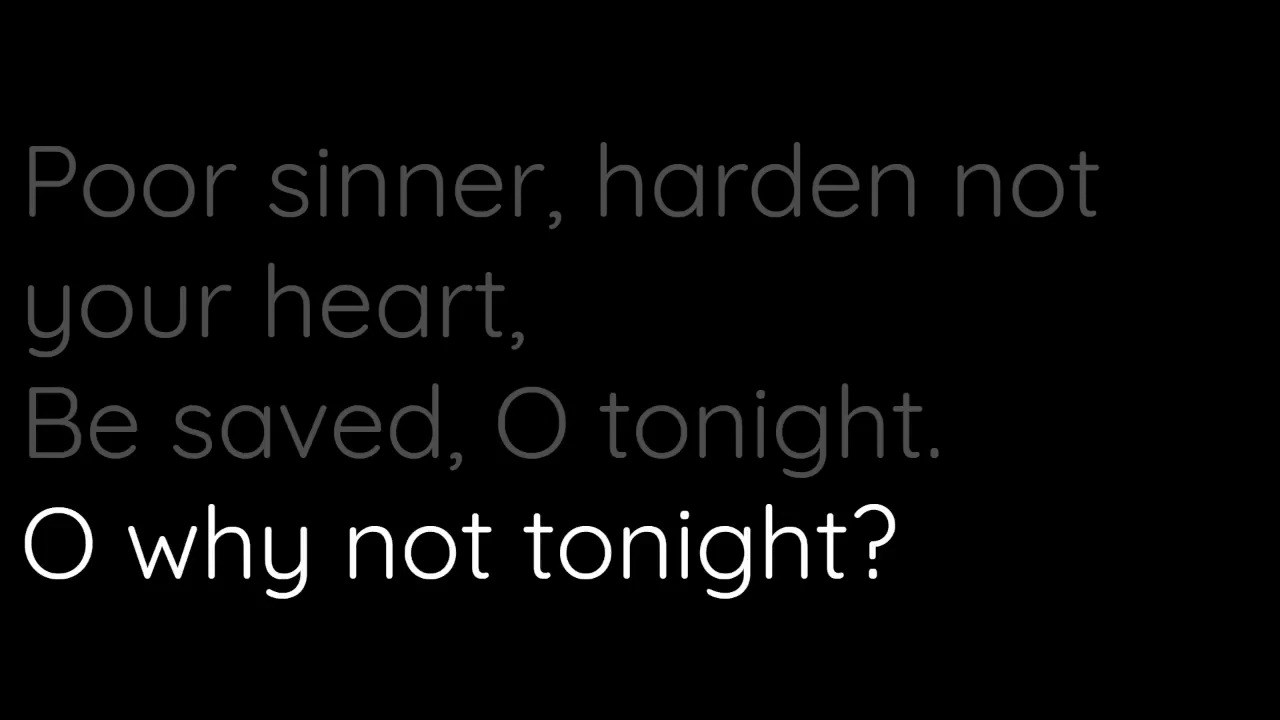 Poor sinner, harden not
your heart,
Be saved, O tonight.
O why not tonight?